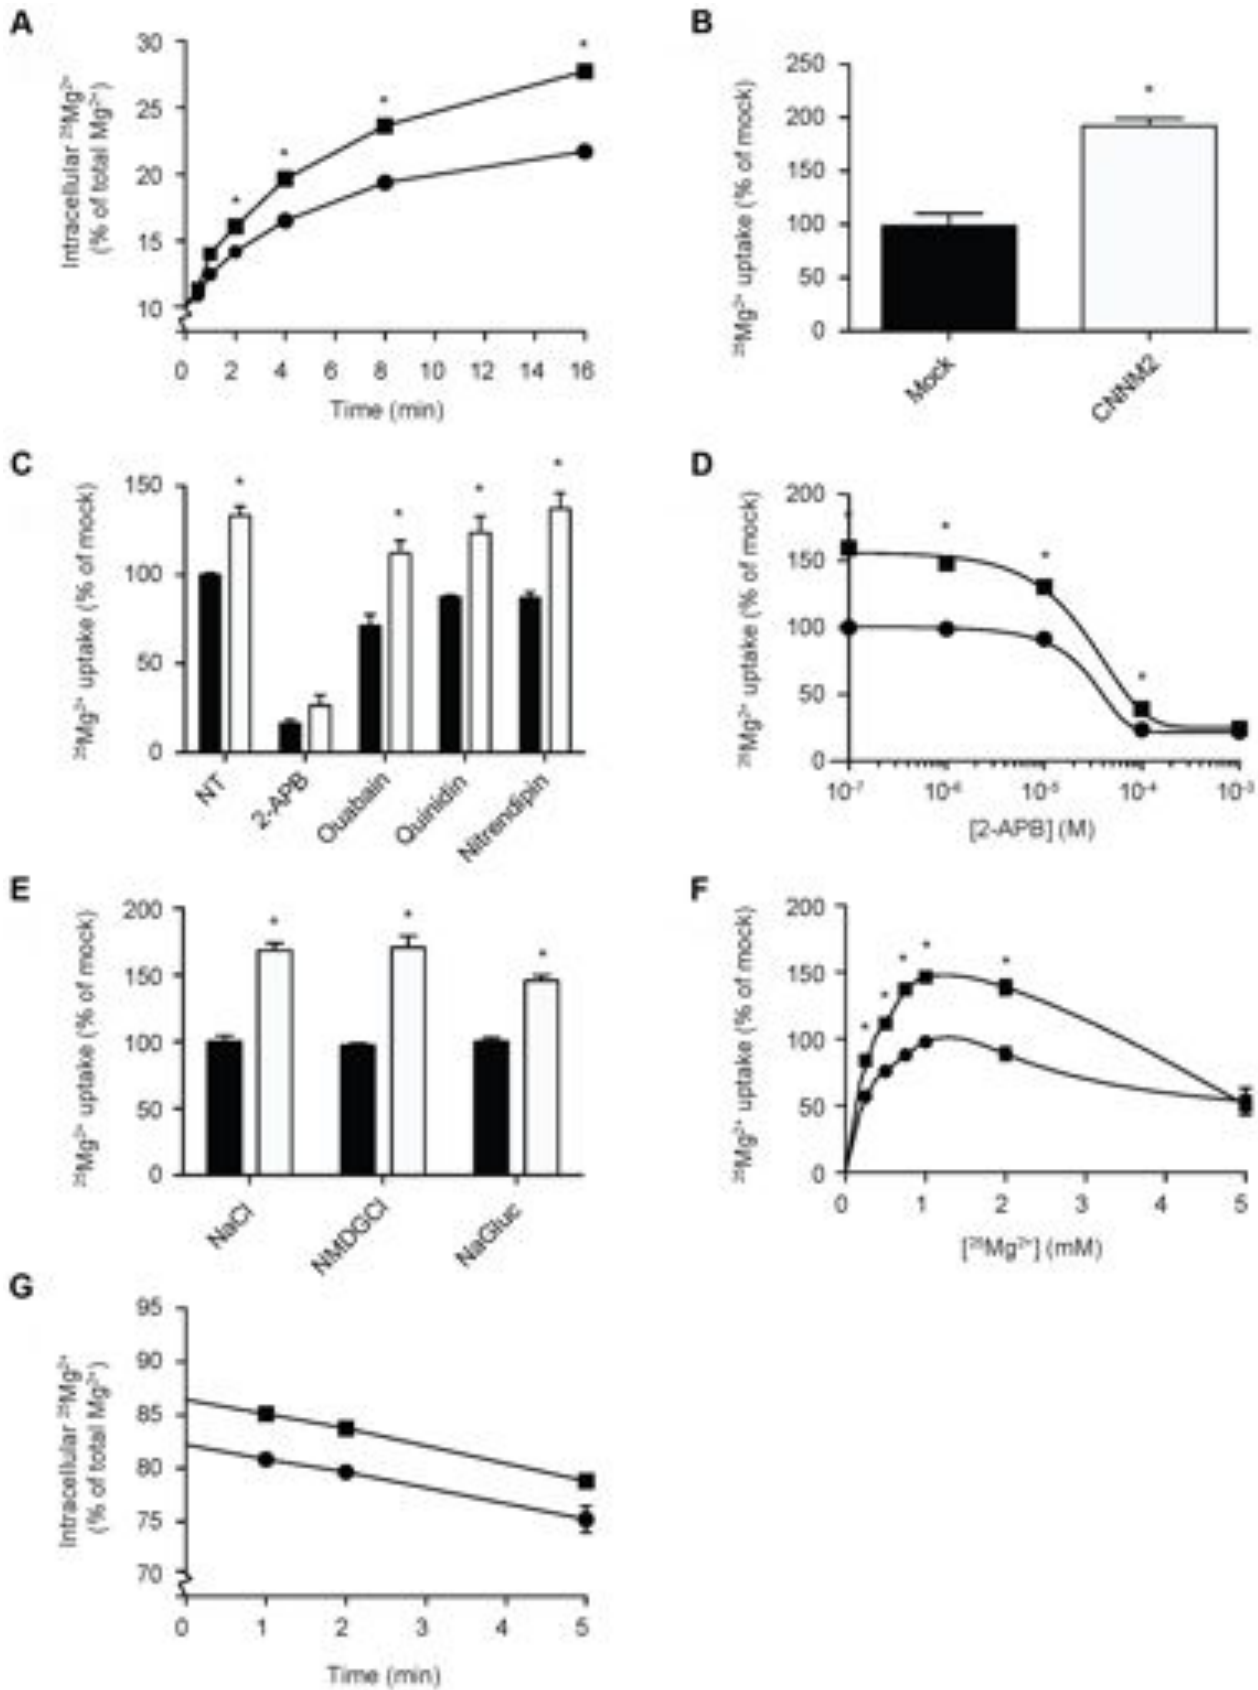 A
Intracellular ²⁵Mg²⁺
(% of total Mg²⁺)
30
25
20
15
10
0 2 4 6 8 10 12 14 16
Time (min)
* * * *
B
²⁵Mg²⁺ uptake (% of mock)
250
200
150
100
50
0
*
Mock
CNNM2
C
²⁵Mg²⁺ uptake (% of mock)
150
100
50
0
* * * *
NT
2-APB
Ouabain
Quinidin
Nitrendipin
D
²⁵Mg²⁺ uptake (% of mock)
200
150
100
50
0
* * * *
10⁻⁷ 10⁻⁶ 10⁻⁵ 10⁻⁴ 10⁻³
[2-APB] (M)
E
²⁵Mg²⁺ uptake (% of mock)
200
150
100
50
0
* * *
NaCl
NMDGCl
NaGluc
F
²⁵Mg²⁺ uptake (% of mock)
200
150
100
50
0
* * * * *
0 1 2 3 4 5
[²⁵Mg²⁺] (mM)
G
Intracellular ²⁵Mg²⁺
(% of total Mg²⁺)
95
90
85
80
75
70
0 1 2 3 4 5
Time (min)